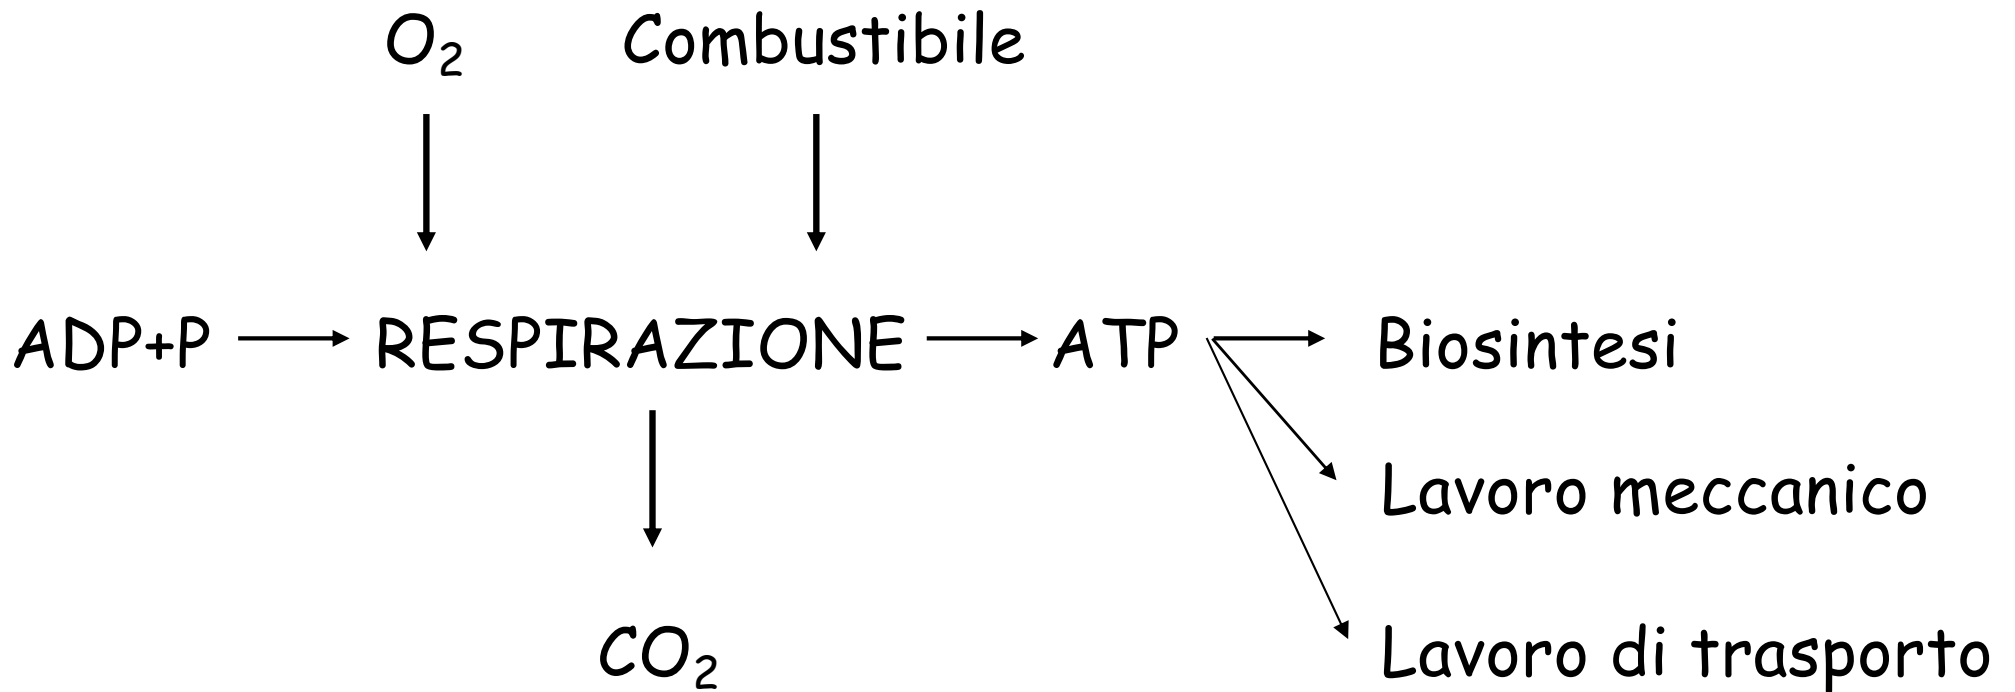 O₂ Combustibile
ADP+P RESPIRAZIONE ATP Biosintesi
Lavoro meccanico
CO₂ Lavoro di trasporto